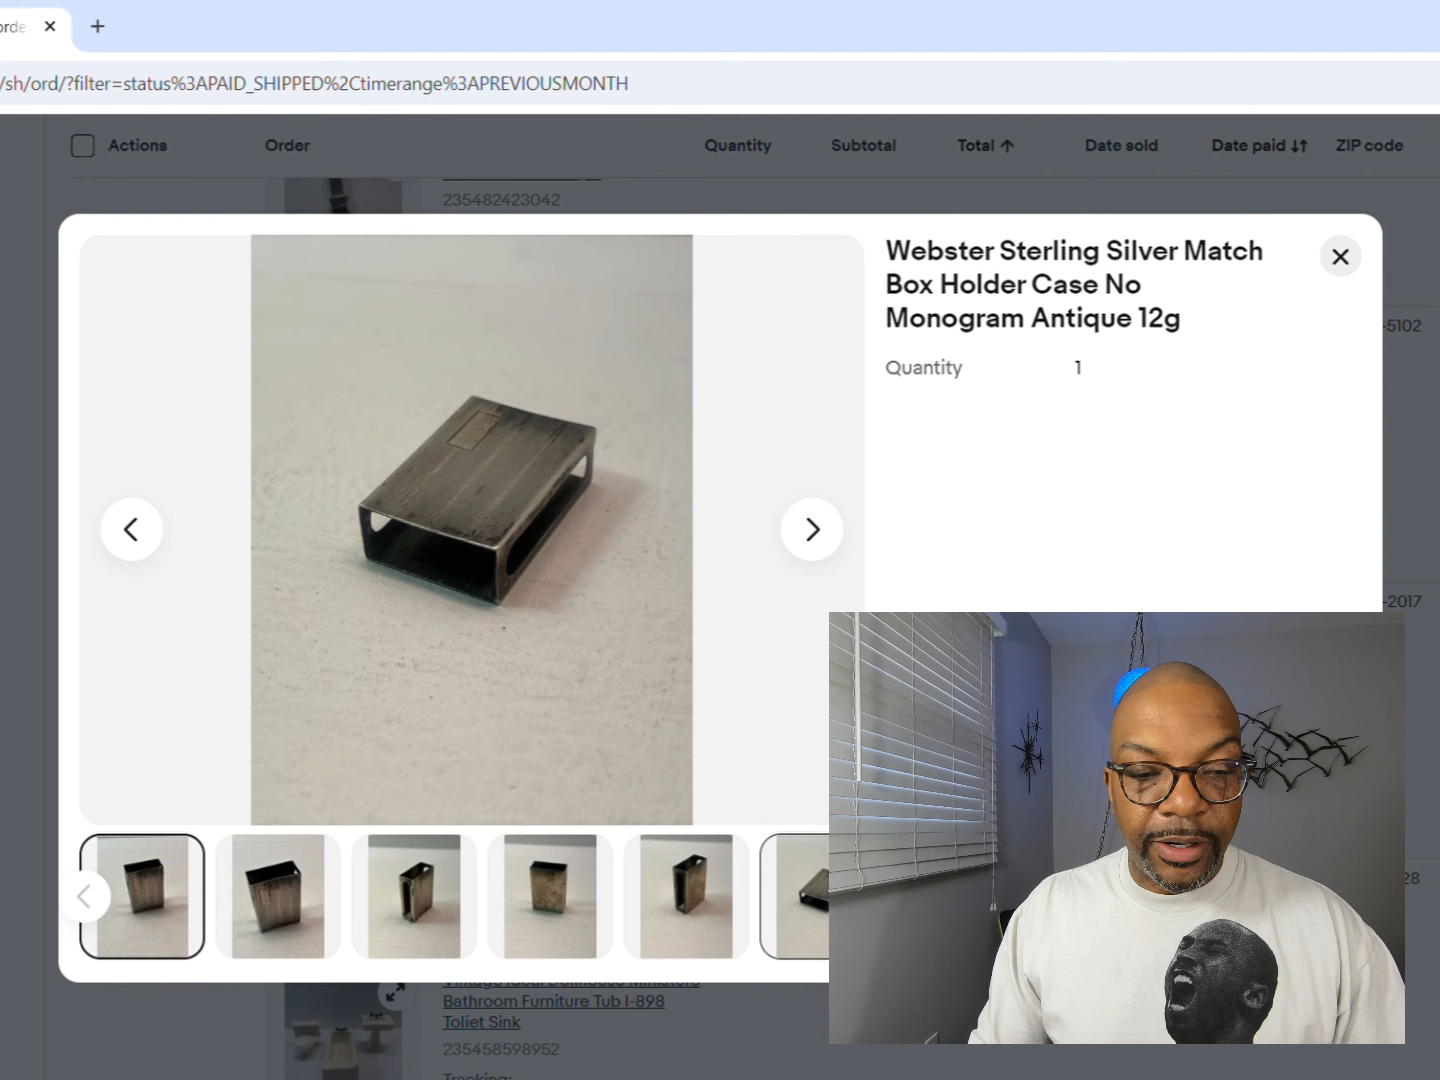 /sh/ord/?filter=status%3APAID_SHIPPED%2Ctimerange%3APREVIOUSMONTH
Actions Order Quantity Subtotal Total Date sold Date paid ZIP code
235482423042
Webster Sterling Silver Match
Box Holder Case No
Monogram Antique 12g
-5102
Quantity 1
-2017
28
Bathroom Furniture Tub I-898
Toliet Sink
235458598952